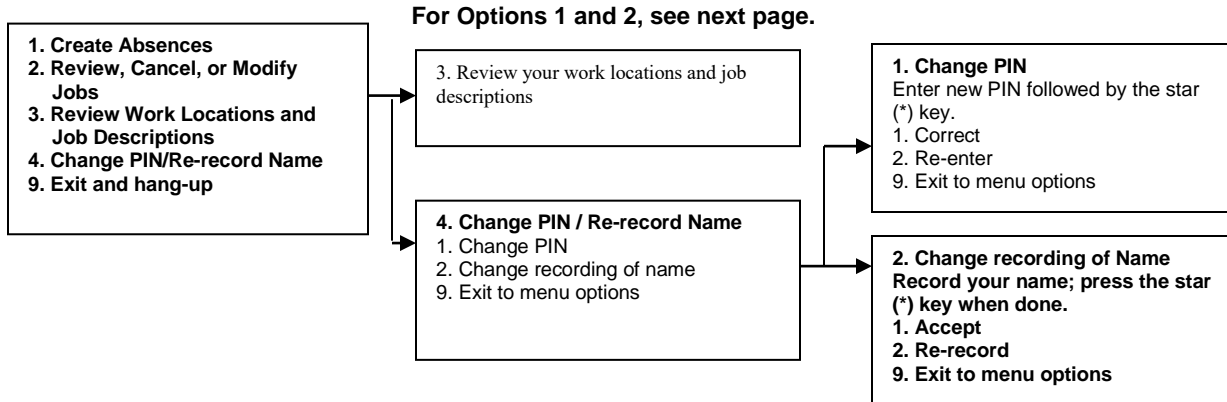 For Options 1 and 2, see next page.
1. Create Absences
2. Review, Cancel, or Modify
Jobs
3. Review Work Locations and
Job Descriptions
4. Change PIN/Re-record Name
9. Exit and hang-up
3. Review your work locations and job
descriptions
4. Change PIN / Re-record Name
1. Change PIN
2. Change recording of name
9. Exit to menu options
1. Change PIN
Enter new PIN followed by the star
(*) key.
1. Correct
2. Re-enter
9. Exit to menu options
2. Change recording of Name
Record your name; press the star
(*) key when done.
1. Accept
2. Re-record
9. Exit to menu options